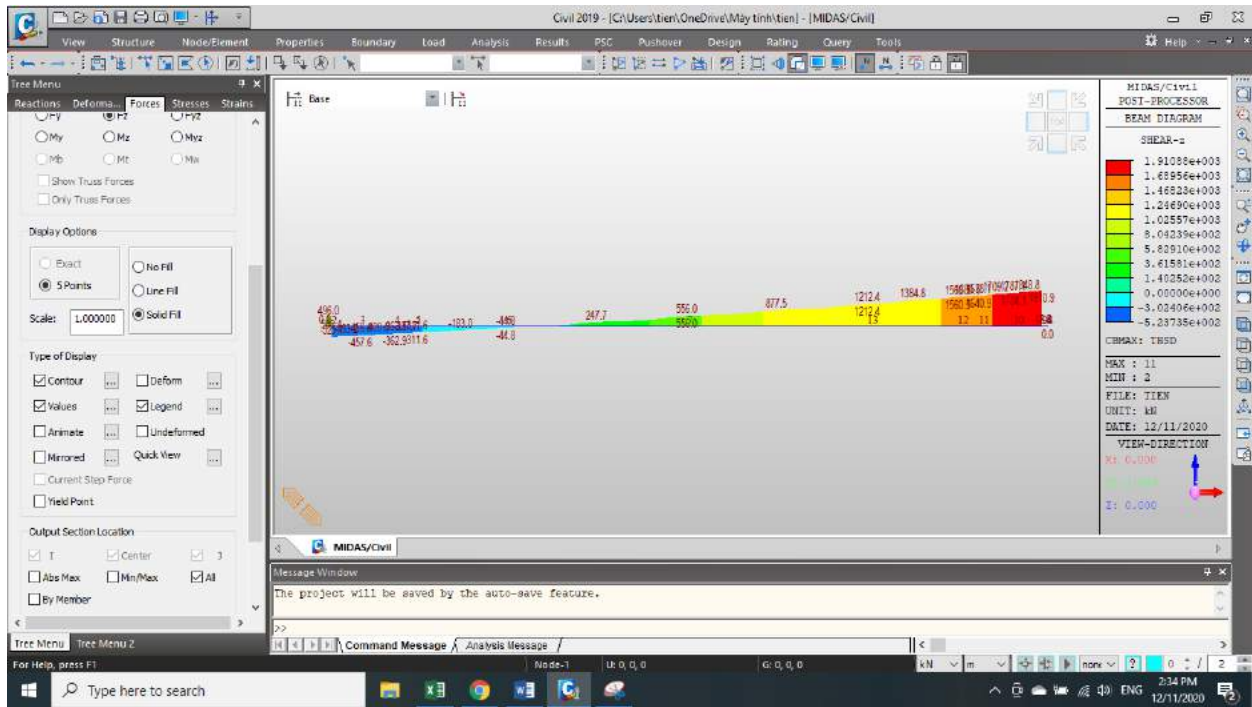 Civil 2019 - [C:\Users\tien\OneDrive\Máy tính\tien] - [MIDAS/Civil]
View Structure Node/Element Properties Boundary Load Analysis Results PSC Pushover Design Rating Query Tools Help
Tree Menu
Reactions Deforma... Forces Stresses Strains
Fy Fz Fyz
My Mz Myz
Mb Mt Mw
Show Truss Forces
Only Truss Forces
Display Options
Exact
5 Points
No Fill
Line Fill
Solid Fill
Scale: 1.000000
Type of Display
Contour ... Deform ...
Values ... Legend ...
Animate ... Undeformed
Mirrored ... Quick View ...
Current Step Force
Yield Point
Output Section Location
I Center J
Abs Max Min/Max All
By Member
Tree Menu Tree Menu 2
Base
496.0
-183.0
247.7
556.0
877.5
1212.4
1384.8
1212.4
13
12 11
-457.6 -362.9311.6
-44.8
0.0
MIDAS/Civil
POST-PROCESSOR
BEAM DIAGRAM
SHEAR-z
1.91088e+003
1.68956e+003
1.46823e+003
1.24690e+003
1.02557e+003
8.04239e+002
5.82910e+002
3.61581e+002
1.40252e+002
0.00000e+000
-3.02406e+002
-5.23735e+002
CBMAX: THSD
MAX : 11
MIN : 2
FILE: TIEN
UNIT: kN
DATE: 12/11/2020
VIEW-DIRECTION
X: 0.000
Z: 0.000
MIDAS/Civil
Message Window
The project will be saved by the auto-save feature.
>>
Command Message Analysis Message
For Help, press F1
Node-1
U: 0, 0, 0
G: 0, 0, 0
kN m none ? 0 / 2
Type here to search
ENG
2:34 PM
12/11/2020
2